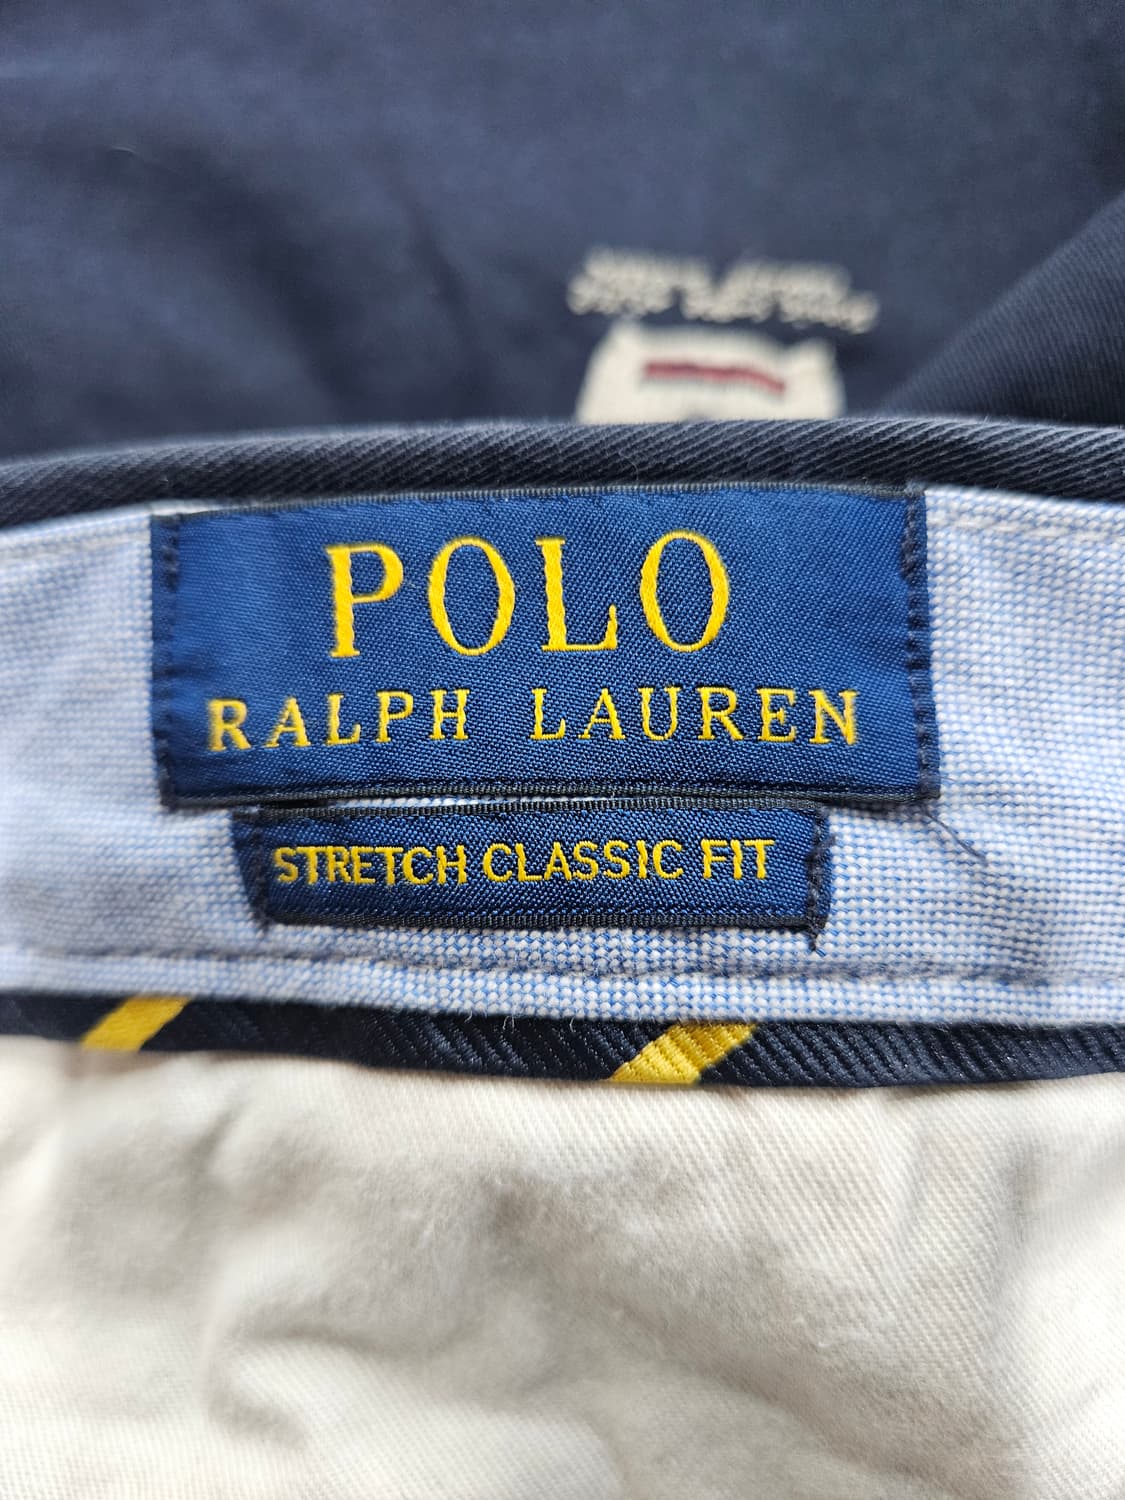 POLO
RALPH LAUREN
STRETCH CLASSIC FIT